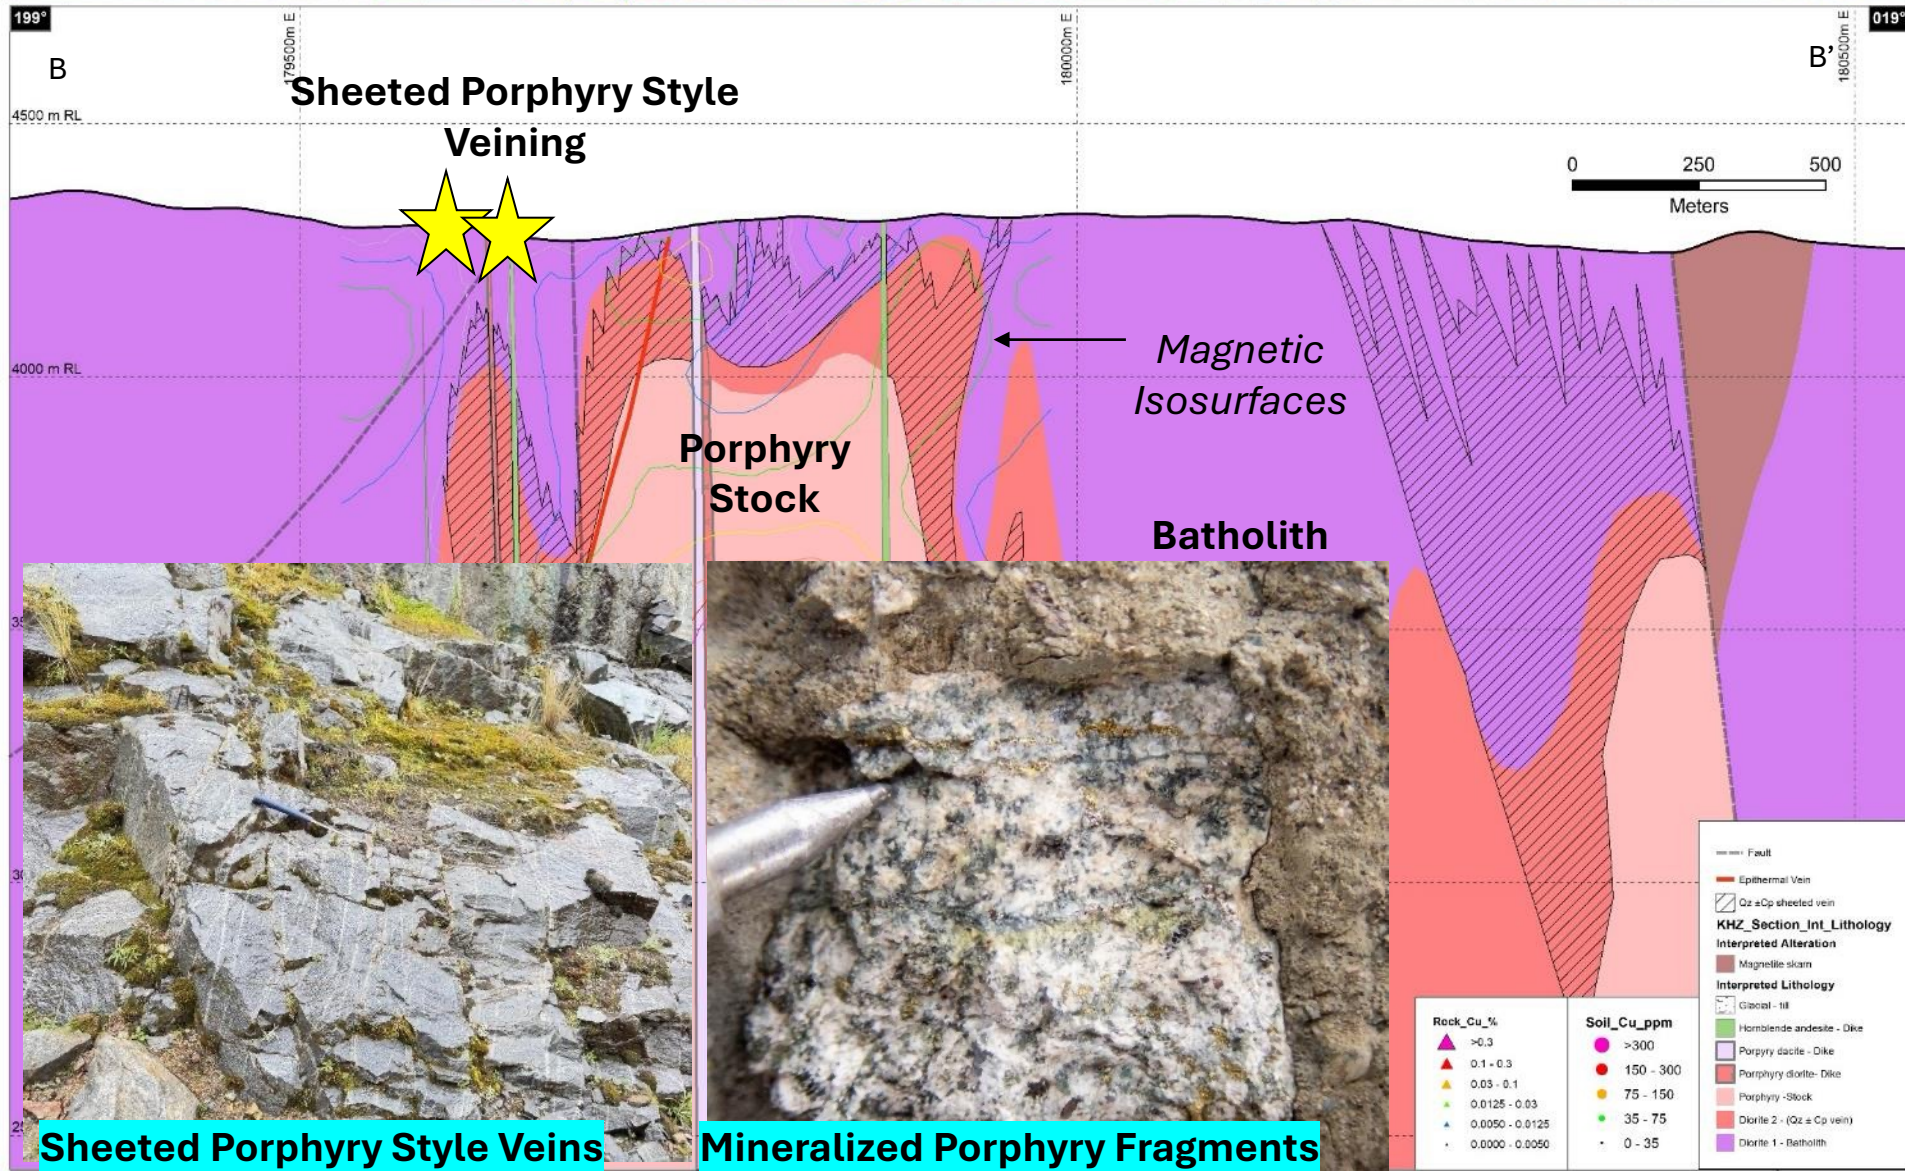 199°
179500m E
180000m E
180500m E
019°
B
B’
Sheeted Porphyry Style
Veining
4500 m RL
0 250 500
Meters
4000 m RL
Magnetic
Isosurfaces
Porphyry
Stock
Batholith
35
30
25
Fault
Epithermal Vein
Qz ±Cp sheeted vein
KHZ_Section_Int_Lithology
Interpreted Alteration
Magnetite skarn
Interpreted Lithology
Glacial - till
Hornblende andesite - Dike
Porpyry dacite - Dike
Porphyry diorite- Dike
Porphyry -Stock
Diorite 2 - (Qz ± Cp vein)
Diorite 1 - Batholith
Rock_Cu_%
>0.3
0.1 - 0.3
0.03 - 0.1
0.0125 - 0.03
0.0050 - 0.0125
0.0000 - 0.0050
Soil_Cu_ppm
>300
150 - 300
75 - 150
35 - 75
0 - 35
Sheeted Porphyry Style Veins
Mineralized Porphyry Fragments